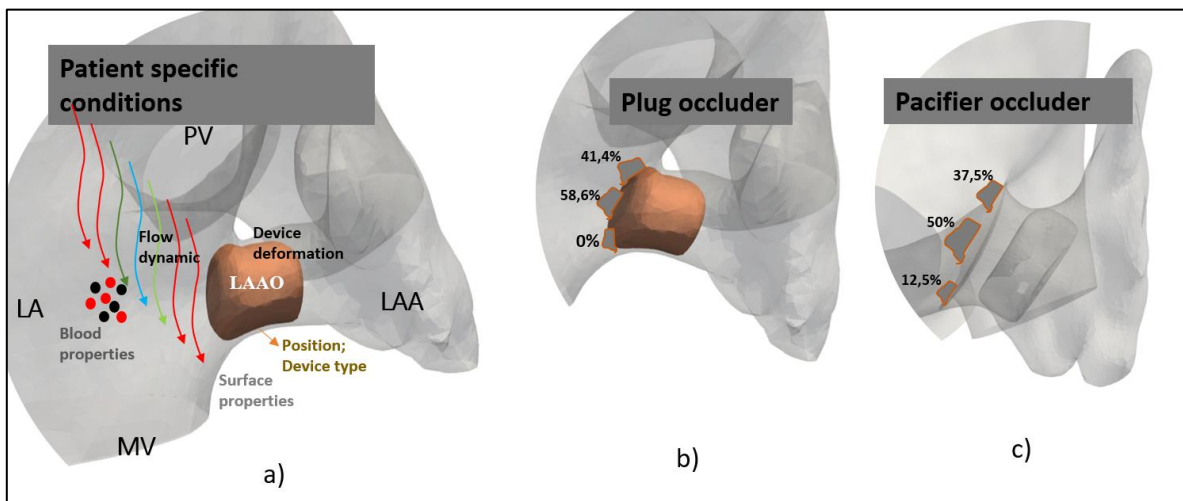 Patient specific
conditions
PV
Flow
dynamic
Device
deformation
LAAO
LA
LAA
Blood
properties
Position;
Device type
Surface
properties
MV
a)
Plug occluder
41,4%
58,6%
0%
b)
Pacifier occluder
37,5%
50%
12,5%
c)